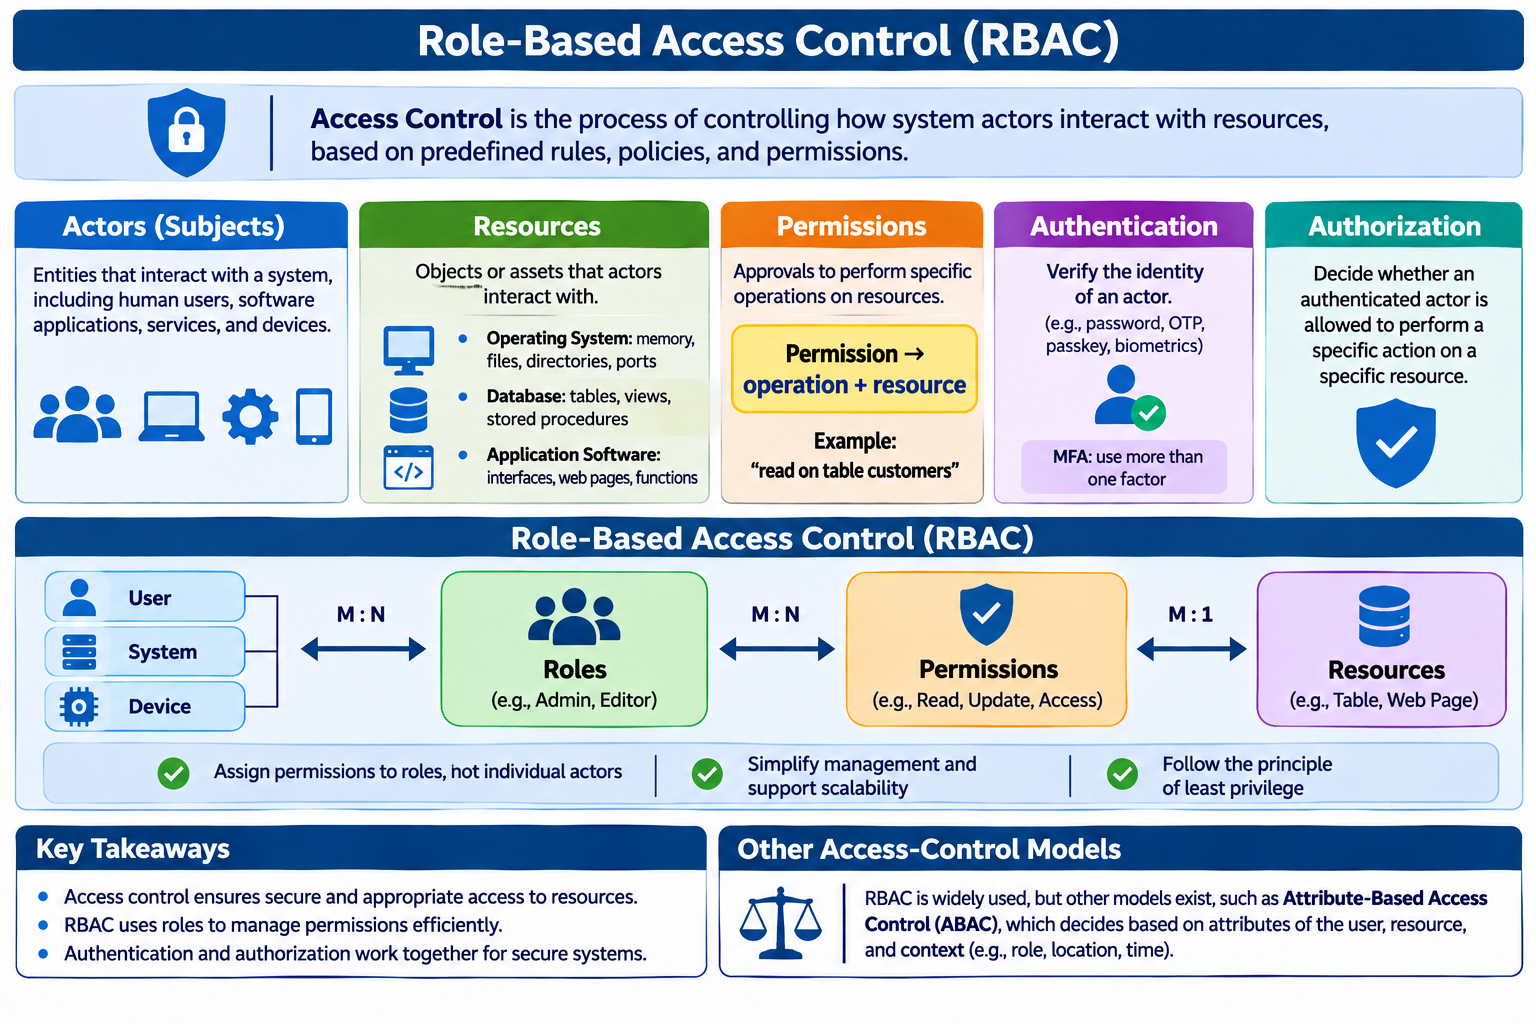 Role-Based Access Control (RBAC)
Access Control is the process of controlling how system actors interact with resources,
based on predefined rules, policies, and permissions.
Actors (Subjects)
Entities that interact with a system,
including human users, software
applications, services, and devices.
Resources
Objects or assets that actors
interact with.
• Operating System: memory,
files, directories, ports
• Database: tables, views,
stored procedures
</>
• Application Software:
interfaces, web pages, functions
Permissions
Approvals to perform specific
operations on resources.
Permission →
operation + resource
Example:
“read on table customers”
Authentication
Verify the identity
of an actor.
(e.g., password, OTP,
passkey, biometrics)
MFA: use more than
one factor
Authorization
Decide whether an
authenticated actor is
allowed to perform a
specific action on a
specific resource.
Role-Based Access Control (RBAC)
User
System
Device
M : N
Roles
(e.g., Admin, Editor)
M : N
Permissions
(e.g., Read, Update, Access)
M : 1
Resources
(e.g., Table, Web Page)
Assign permissions to roles, hot individual actors
Simplify management and
support scalability
Follow the principle
of least privilege
Key Takeaways
• Access control ensures secure and appropriate access to resources.
• RBAC uses roles to manage permissions efficiently.
• Authentication and authorization work together for secure systems.
Other Access-Control Models
RBAC is widely used, but other models exist, such as Attribute-Based Access
Control (ABAC), which decides based on attributes of the user, resource,
and context (e.g., role, location, time).